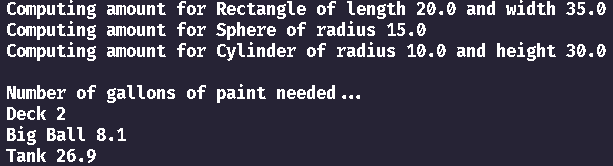 Computing amount for Rectangle of length 20.0 and width 35.0
Computing amount for Sphere of radius 15.0
Computing amount for Cylinder of radius 10.0 and height 30.0
Number of gallons of paint needed...
Deck 2
Big Ball 8.1
Tank 26.9